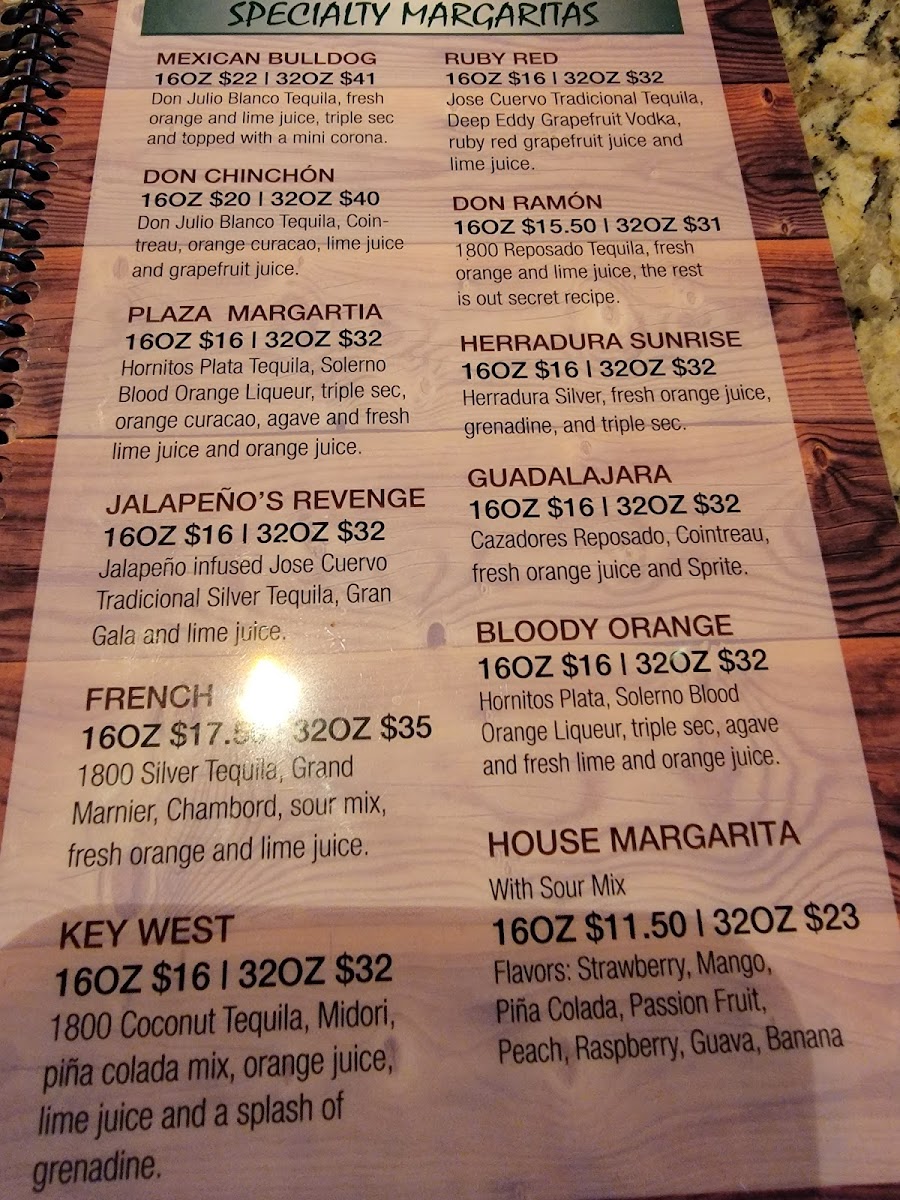 SPECIALTY MARGARITAS
MEXICAN BULLDOG
16OZ $22 | 32OZ $41
Don Julio Blanco Tequila, fresh
orange and lime juice, triple sec
and topped with a mini corona.
DON CHINCHÓN
16OZ $20 | 32OZ $40
Don Julio Blanco Tequila, Coin-
treau, orange curacao, lime juice
and grapefruit juice.
PLAZA MARGARTIA
16OZ $16 | 32OZ $32
Hornitos Plata Tequila, Solerno
Blood Orange Liqueur, triple sec,
orange curacao, agave and fresh
lime juice and orange juice.
JALAPEÑO'S REVENGE
16OZ $16 | 32OZ $32
Jalapeño infused Jose Cuervo
Tradicional Silver Tequila, Gran
Gala and lime juice.
FRENCH
16OZ 32OZ $35
1800 Silver Tequila, Grand
Marnier, Chambord, sour mix,
fresh orange and lime juice.
KEY WEST
16OZ $16 | 32OZ $32
1800 Coconut Tequila, Midori,
piña colada mix, orange juice,
lime juice and a splash of
grenadine.
RUBY RED
16OZ $16 | 32OZ $32
Jose Cuervo Tradicional Tequila,
Deep Eddy Grapefruit Vodka,
ruby red grapefruit juice and
lime juice.
DON RAMÓN
16OZ $15.50 | 32OZ $31
1800 Reposado Tequila, fresh
orange and lime juice, the rest
is out secret recipe.
HERRADURA SUNRISE
16OZ $16 | 32OZ $32
Herradura Silver, fresh orange juice,
grenadine, and triple sec.
GUADALAJARA
16OZ $16 | 32OZ $32
Cazadores Reposado, Cointreau,
fresh orange juice and Sprite.
BLOODY ORANGE
16OZ $16 | 32OZ $32
Hornitos Plata, Solerno Blood
Orange Liqueur, triple sec, agave
and fresh lime and orange juice.
HOUSE MARGARITA
With Sour Mix
16OZ $11.50 | 32OZ $23
Flavors: Strawberry, Mango,
Piña Colada, Passion Fruit,
Peach, Raspberry, Guava, Banana